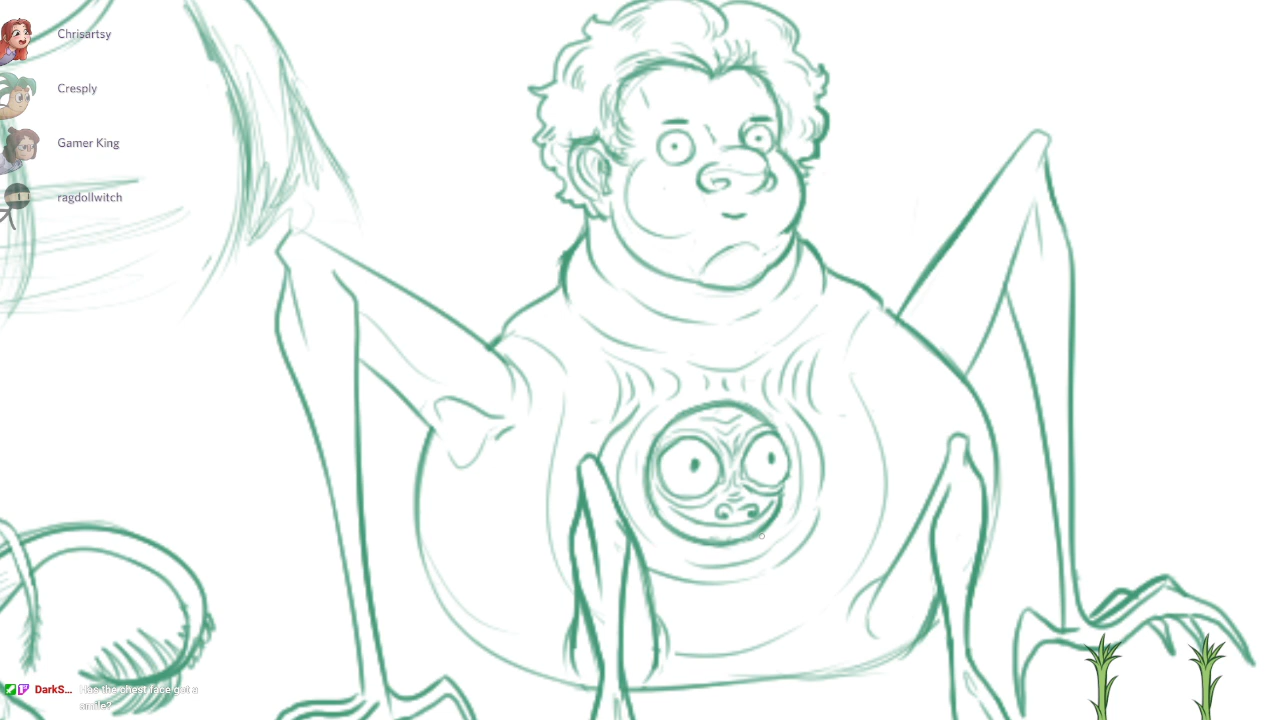 Chrisartsy
Cresply
Gamer King
ragdollwitch
DarkS... Has the chest face got a
smile?